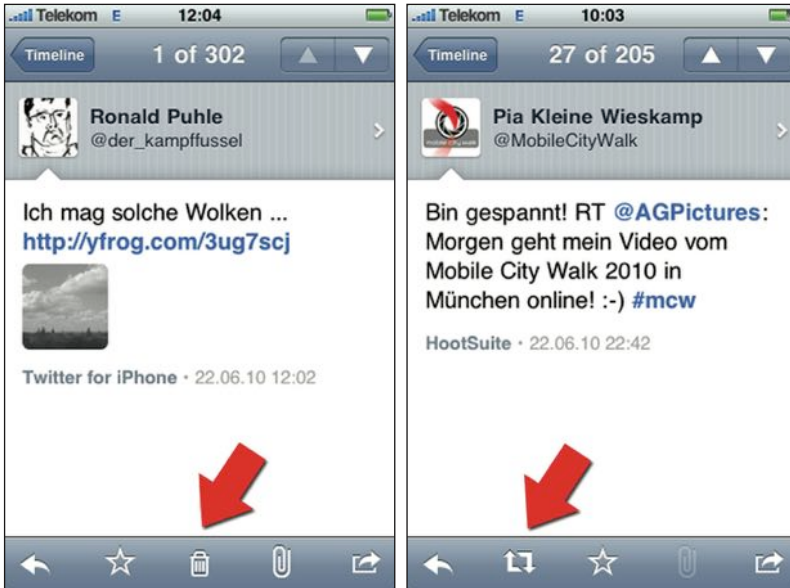 Telekom E 12:04
Timeline 1 of 302
Ronald Puhle
@der_kampffussel
Ich mag solche Wolken ...
http://yfrog.com/3ug7scj
Twitter for iPhone • 22.06.10 12:02
Telekom E 10:03
Timeline 27 of 205
Pia Kleine Wieskamp
@MobileCityWalk
mobile city walk
Bin gespannt! RT @AGPictures:
Morgen geht mein Video vom
Mobile City Walk 2010 in
München online! :-) #mcw
HootSuite • 22.06.10 22:42